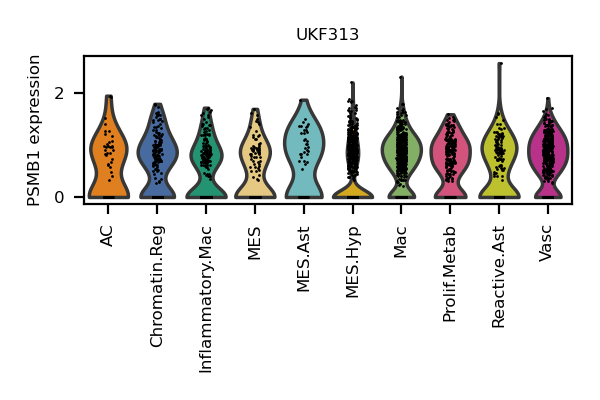 UKF313
PSMB1 expression
2
0
AC
Chromatin.Reg
Inflammatory.Mac
MES
MES.Ast
MES.Hyp
Mac
Prolif.Metab
Reactive.Ast
Vasc